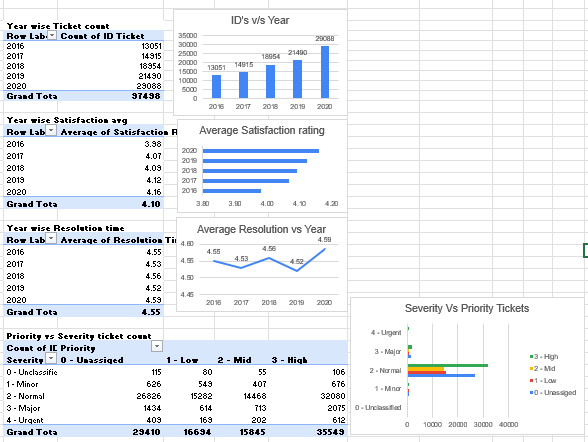 Year wise Ticket count
Row Lab Count of ID Ticket
2016 13051
2017 14915
2018 18954
2019 21490
2020 29088
Grand Tota 97498
ID's v/s Year
35000
30000
25000
20000
15000
10000
5000
0
13051 14915 18954 21490 29088
2016 2017 2018 2019 2020
Year wise Satisfaction avg
Row Lab Average of Satisfaction R
2016 3.98
2017 4.07
2018 4.09
2019 4.12
2020 4.16
Grand Tota 4.10
Average Satisfaction rating
2020
2019
2018
2017
2016
3.80 3.90 4.00 4.10 4.20
Year wise Resolution time
Row Lab Average of Resolution Ti
2016 4.55
2017 4.53
2018 4.56
2019 4.52
2020 4.59
Grand Tota 4.55
Average Resolution vs Year
4.60
4.55
4.50
4.45
4.55 4.53 4.56 4.52 4.59
2016 2017 2018 2019 2020
Priority vs Severity ticket count
Count of IE Priority
Severity 0 - Unassiged 1 - Low 2 - Mid 3 - High
0 - Unclassifie 115 80 55 106
1 - Minor 626 549 407 676
2 - Normal 26826 15282 14468 32080
3 - Major 1434 614 713 2075
4 - Urgent 409 169 202 612
Grand Tota 29410 16694 15845 35549
Severity Vs Priority Tickets
4 - Urgent
3 - Major
2 - Normal
1 - Minor
0 - Unclassified
0 10000 20000 30000 40000
3 - High
2 - Mid
1 - Low
0 - Unassiged